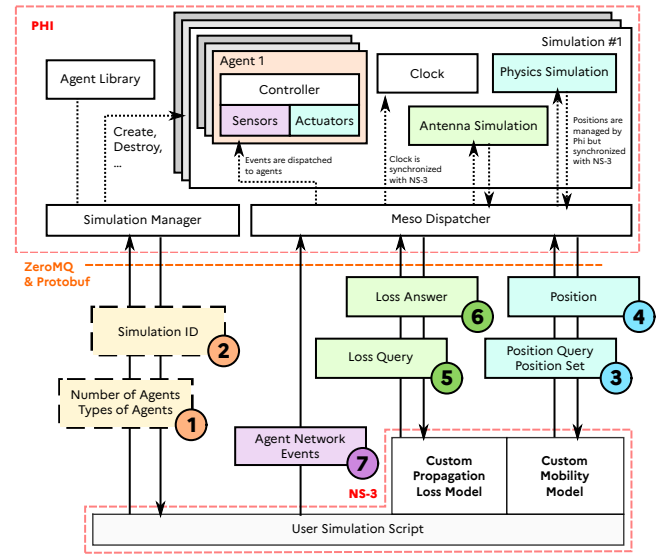 PHI
Simulation #1
Agent Library
Agent 1
Controller
Sensors
Actuators
Clock
Physics Simulation
Antenna Simulation
Create,
Destroy,
...
Events are dispatched
to agents
Clock is
synchronized
with NS-3
Positions are
managed by
Phi but
synchronized
with NS-3
Simulation Manager
Meso Dispatcher
ZeroMQ
& Protobuf
Loss Answer
6
Position
4
Simulation ID
2
Loss Query
5
Position Query
Position Set
3
Number of Agents
Types of Agents
1
Agent Network
Events
7
NS-3
Custom
Propagation
Loss Model
Custom
Mobility
Model
User Simulation Script